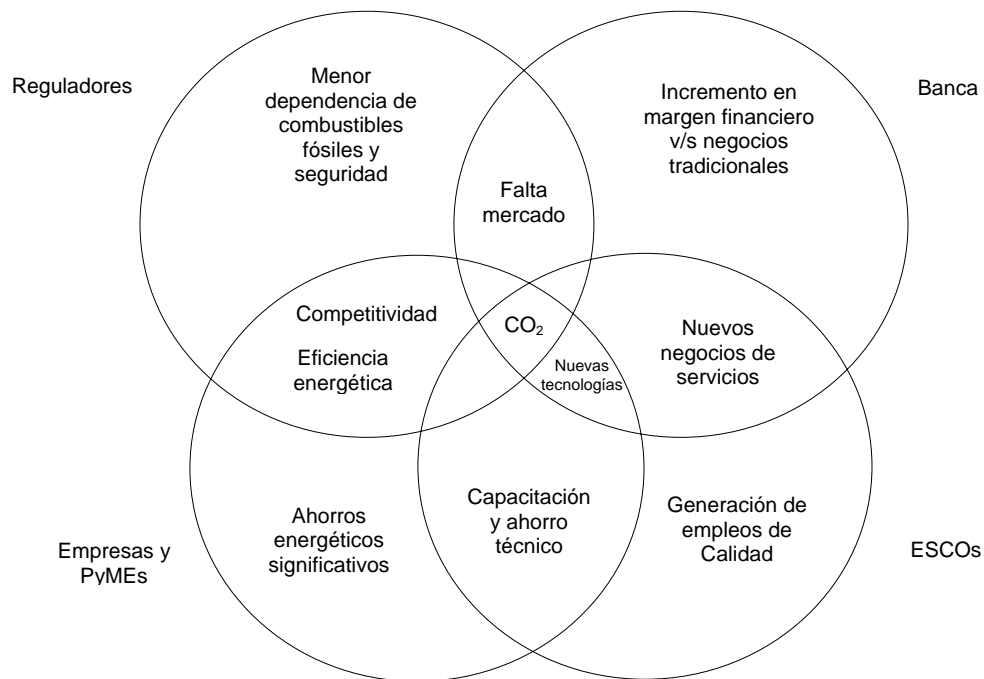 Reguladores
Menor
dependencia de
combustibles
fósiles y
seguridad
Incremento en
margen financiero
v/s negocios
tradicionales
Banca
Falta
mercado
Competitividad
Eficiencia
energética
CO₂
Nuevas
tecnologías
Nuevos
negocios de
servicios
Empresas y
PyMEs
Ahorros
energéticos
significativos
Capacitación
y ahorro
técnico
Generación de
empleos de
Calidad
ESCOs